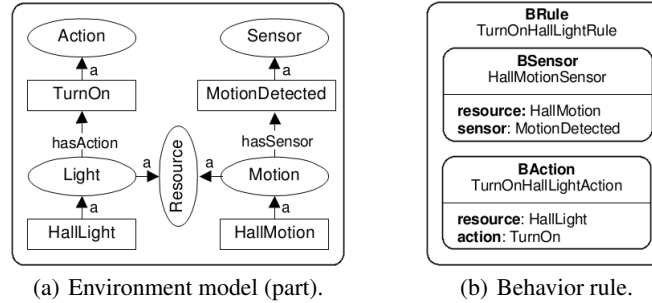 Action
Sensor
a
a
TurnOn
MotionDetected
hasAction
hasSensor
Light
a
Resource
a
Motion
a
a
HallLight
HallMotion
(a) Environment model (part).
BRule
TurnOnHallLightRule
BSensor
HallMotionSensor
resource: HallMotion
sensor: MotionDetected
BAction
TurnOnHallLightAction
resource: HallLight
action: TurnOn
(b) Behavior rule.